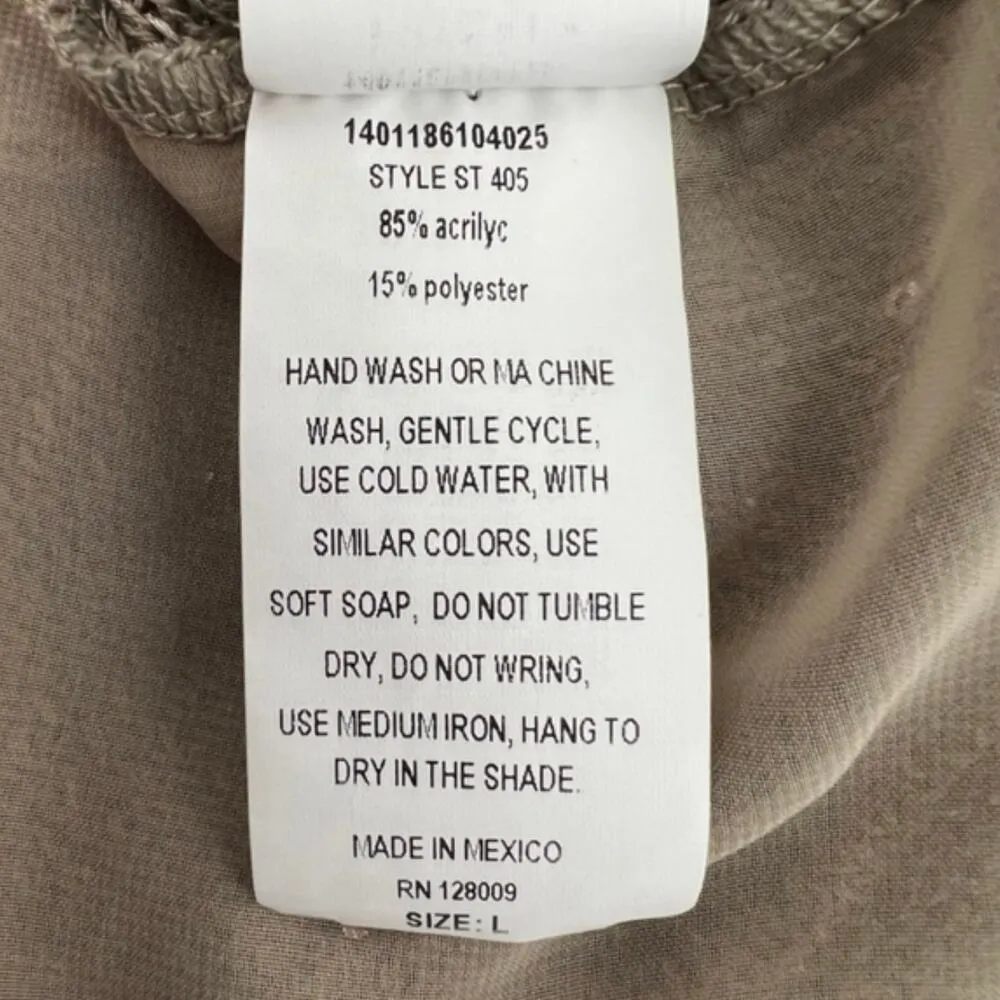 1401186104025
STYLE ST 405
85% acrilyc
15% polyester
HAND WASH OR MA CHINE
WASH, GENTLE CYCLE,
USE COLD WATER, WITH
SIMILAR COLORS, USE
SOFT SOAP, DO NOT TUMBLE
DRY, DO NOT WRING,
USE MEDIUM IRON, HANG TO
DRY IN THE SHADE.
MADE IN MEXICO
RN 128009
SIZE: L